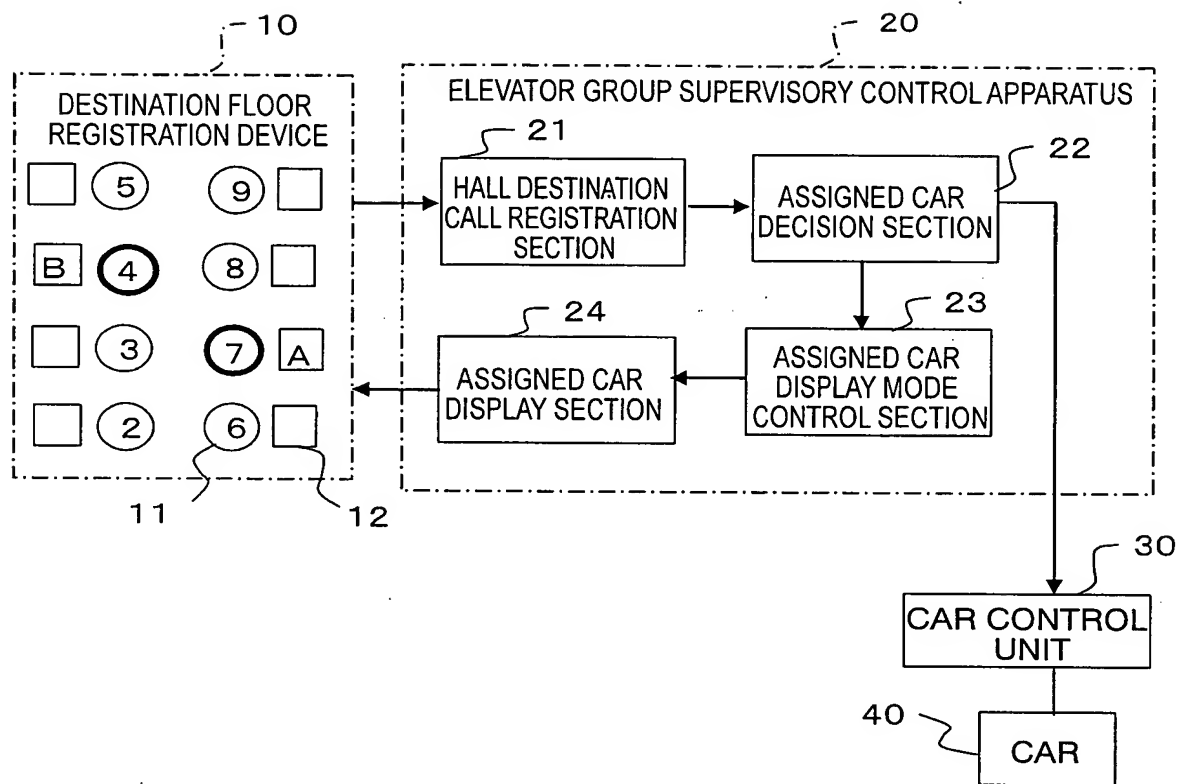 10
20
DESTINATION FLOOR
REGISTRATION DEVICE
5 9
B 4 8
3 7 A
2 6
11
12
ELEVATOR GROUP SUPERVISORY CONTROL APPARATUS
21
HALL DESTINATION
CALL REGISTRATION
SECTION
22
ASSIGNED CAR
DECISION SECTION
24
ASSIGNED CAR
DISPLAY SECTION
23
ASSIGNED CAR
DISPLAY MODE
CONTROL SECTION
30
CAR CONTROL
UNIT
40
CAR